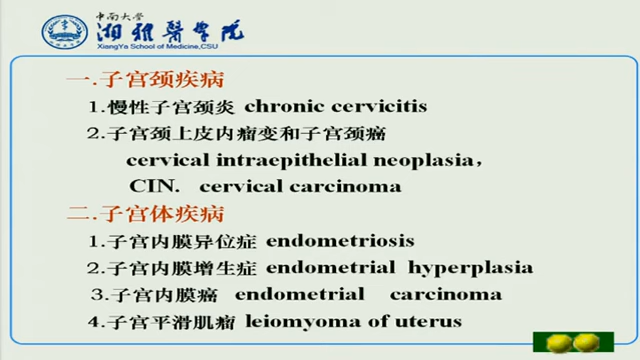 中南大学
湘雅醫学院
XiangYa School of Medicine,CSU
一.子宫颈疾病
1.慢性子宫颈炎 chronic cervicitis
2.子宫颈上皮内瘤变和子宫颈癌
cervical intraepithelial neoplasia,
CIN. cervical carcinoma
二.子宫体疾病
1.子宫内膜异位症 endometriosis
2.子宫内膜增生症 endometrial hyperplasia
3.子宫内膜癌 endometrial carcinoma
4.子宫平滑肌瘤 leiomyoma of uterus